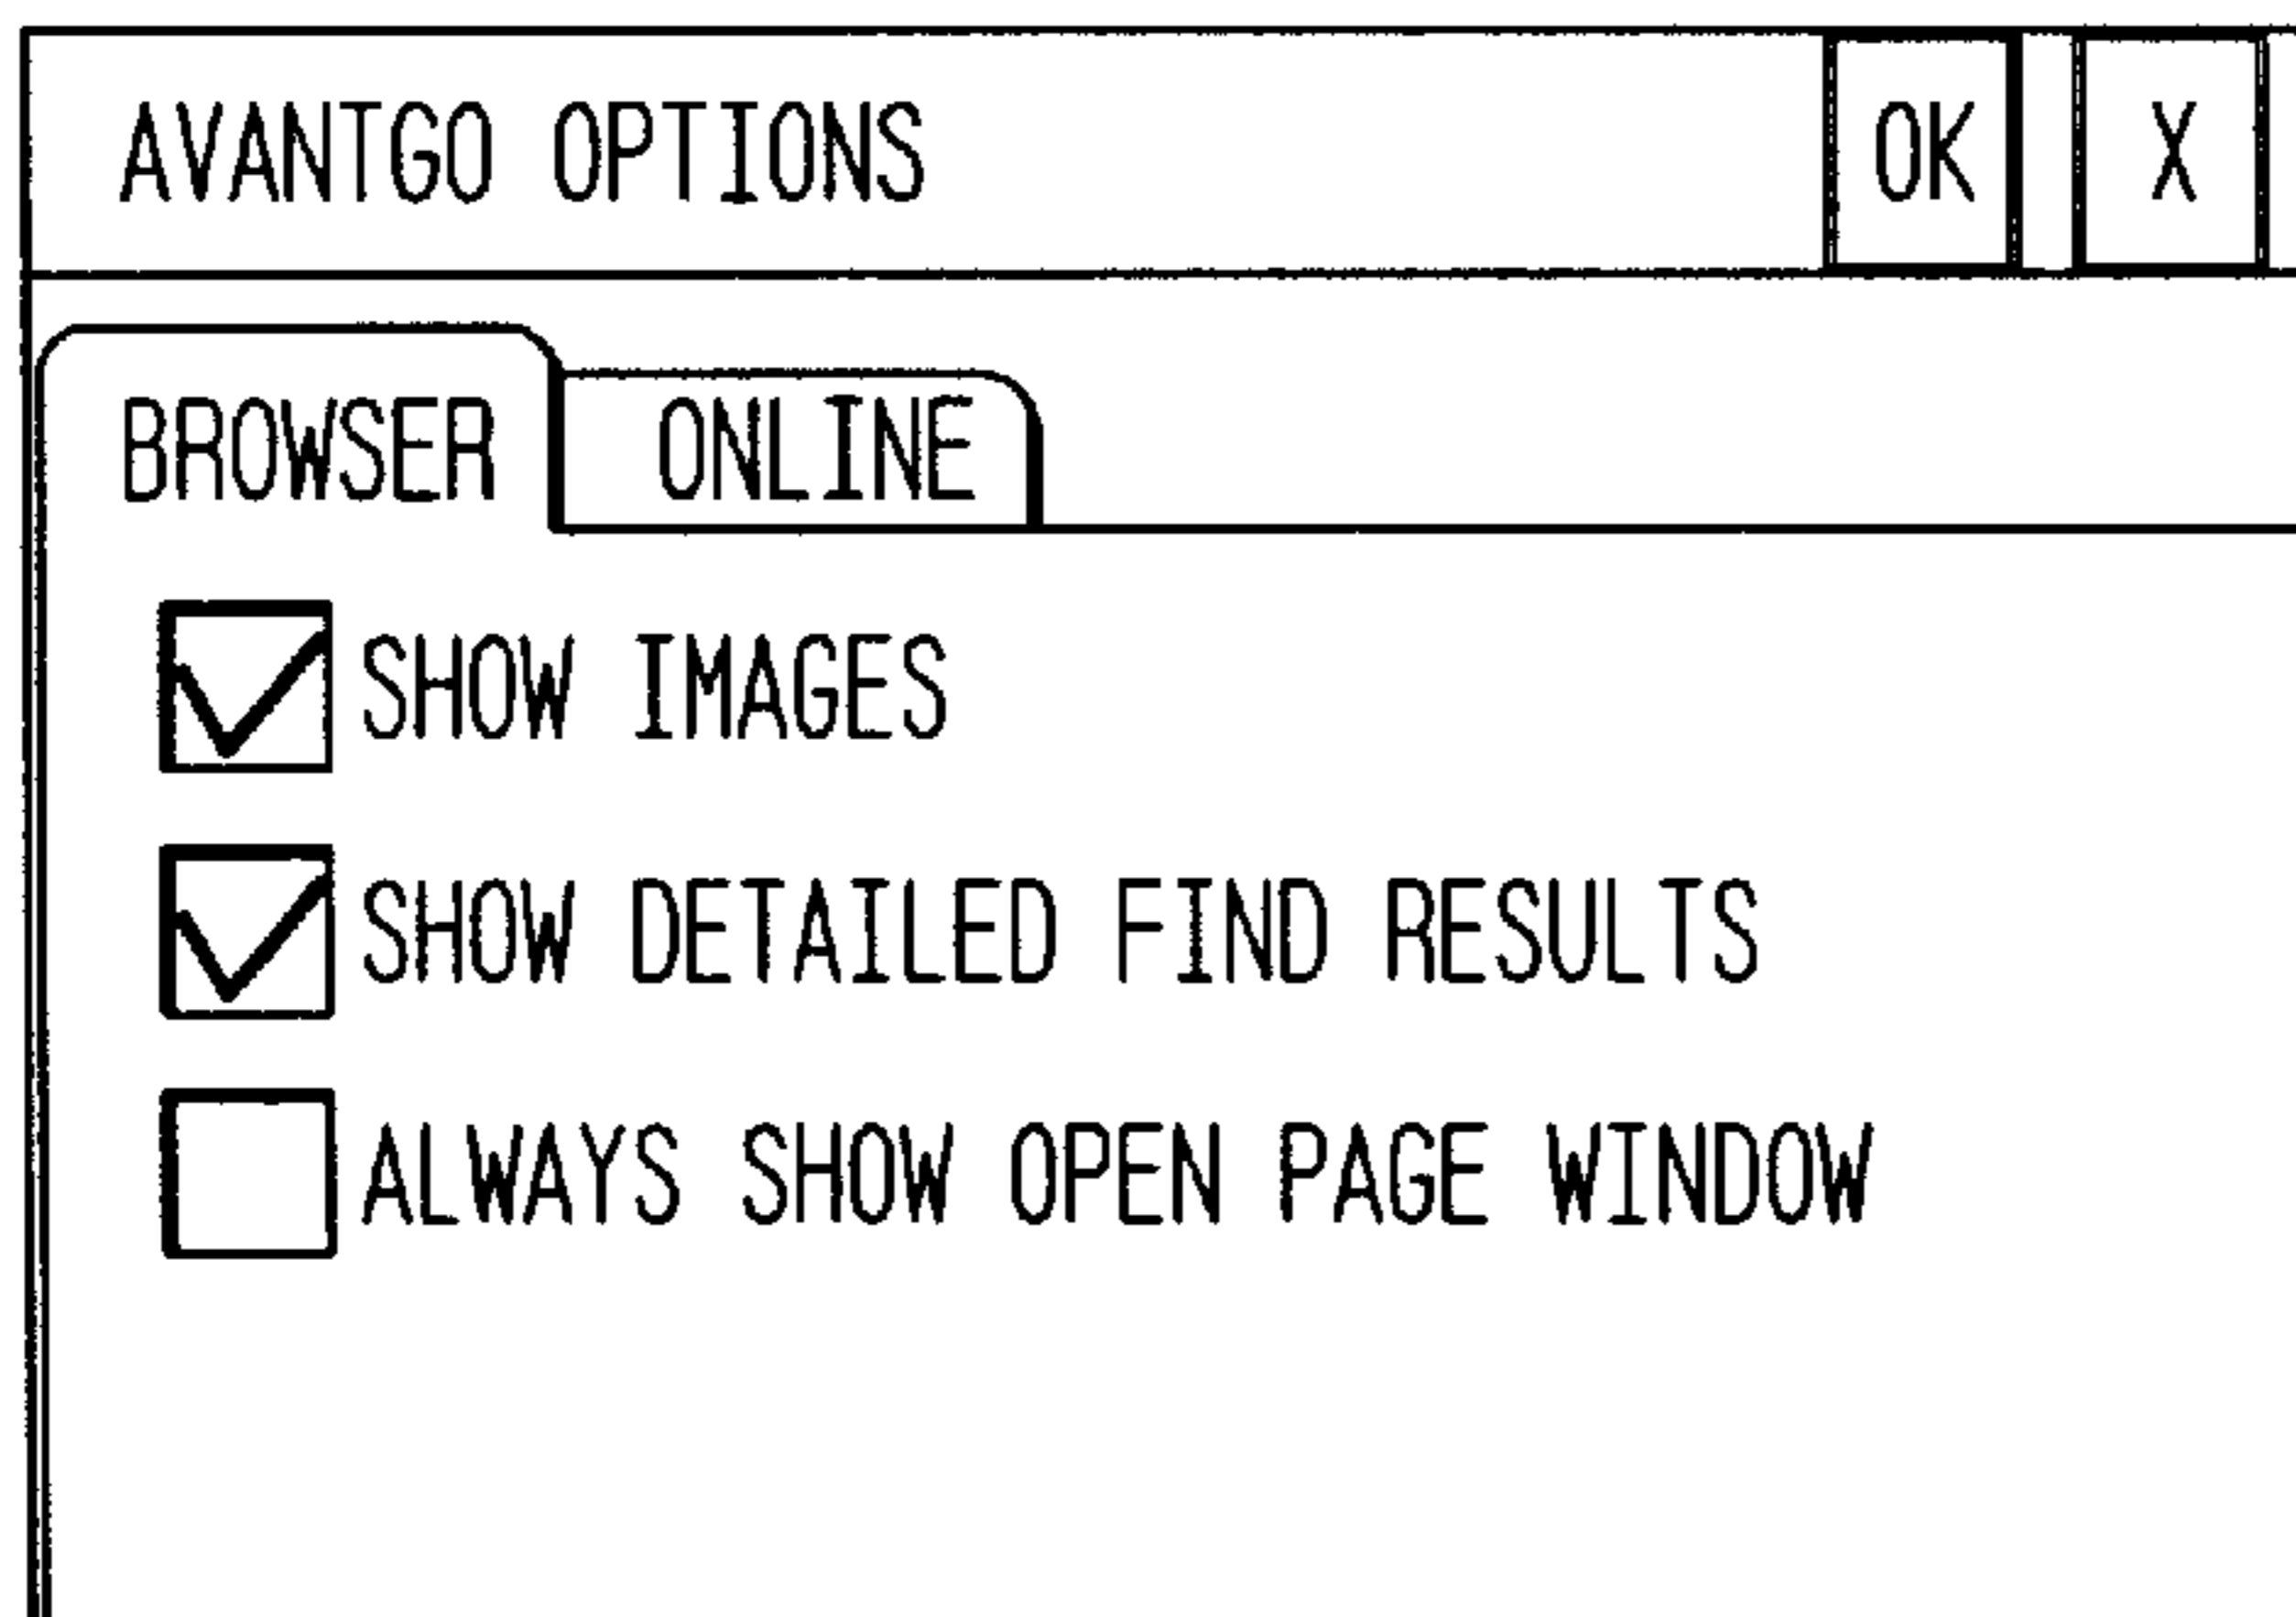 AVANTGO OPTIONS OK X
BROWSER ONLINE
SHOW IMAGES
SHOW DETAILED FIND RESULTS
ALWAYS SHOW OPEN PAGE WINDOW